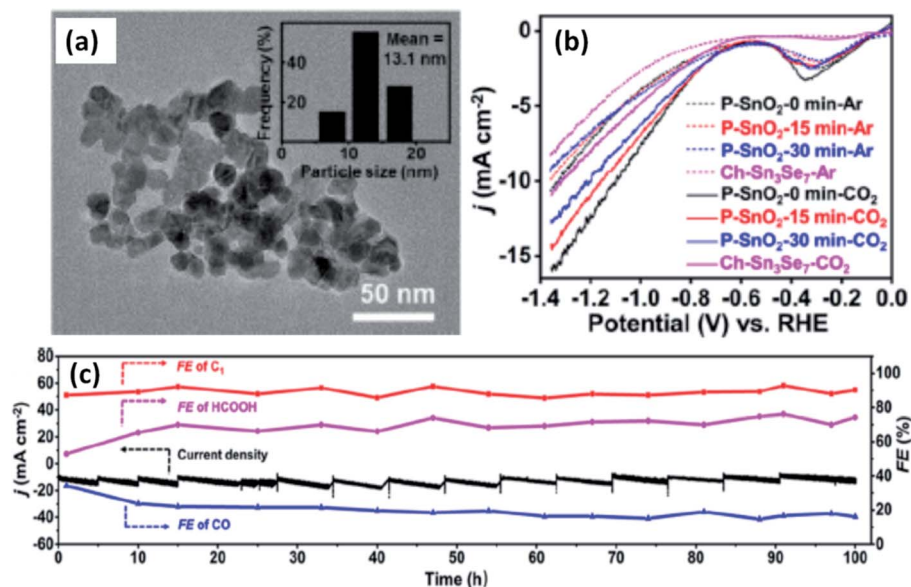 (a)
Frequency (%)
40
20
Mean =
13.1 nm
0 10 20
Particle size (nm)
50 nm
(b)
j (mA cm⁻²)
0
-5
-10
-15
P-SnO₂-0 min-Ar
P-SnO₂-15 min-Ar
P-SnO₂-30 min-Ar
Ch-Sn₃Se₇-Ar
P-SnO₂-0 min-CO₂
P-SnO₂-15 min-CO₂
P-SnO₂-30 min-CO₂
Ch-Sn₃Se₇-CO₂
-1.4 -1.2 -1.0 -0.8 -0.6 -0.4 -0.2 0.0
Potential (V) vs. RHE
(c)
j (mA cm⁻²)
80
60
40
20
0
-20
-40
-60
FE of C₁
FE of HCOOH
Current density
FE of CO
100
80
60
40
20
0
FE (%)
0 10 20 30 40 50 60 70 80 90 100
Time (h)